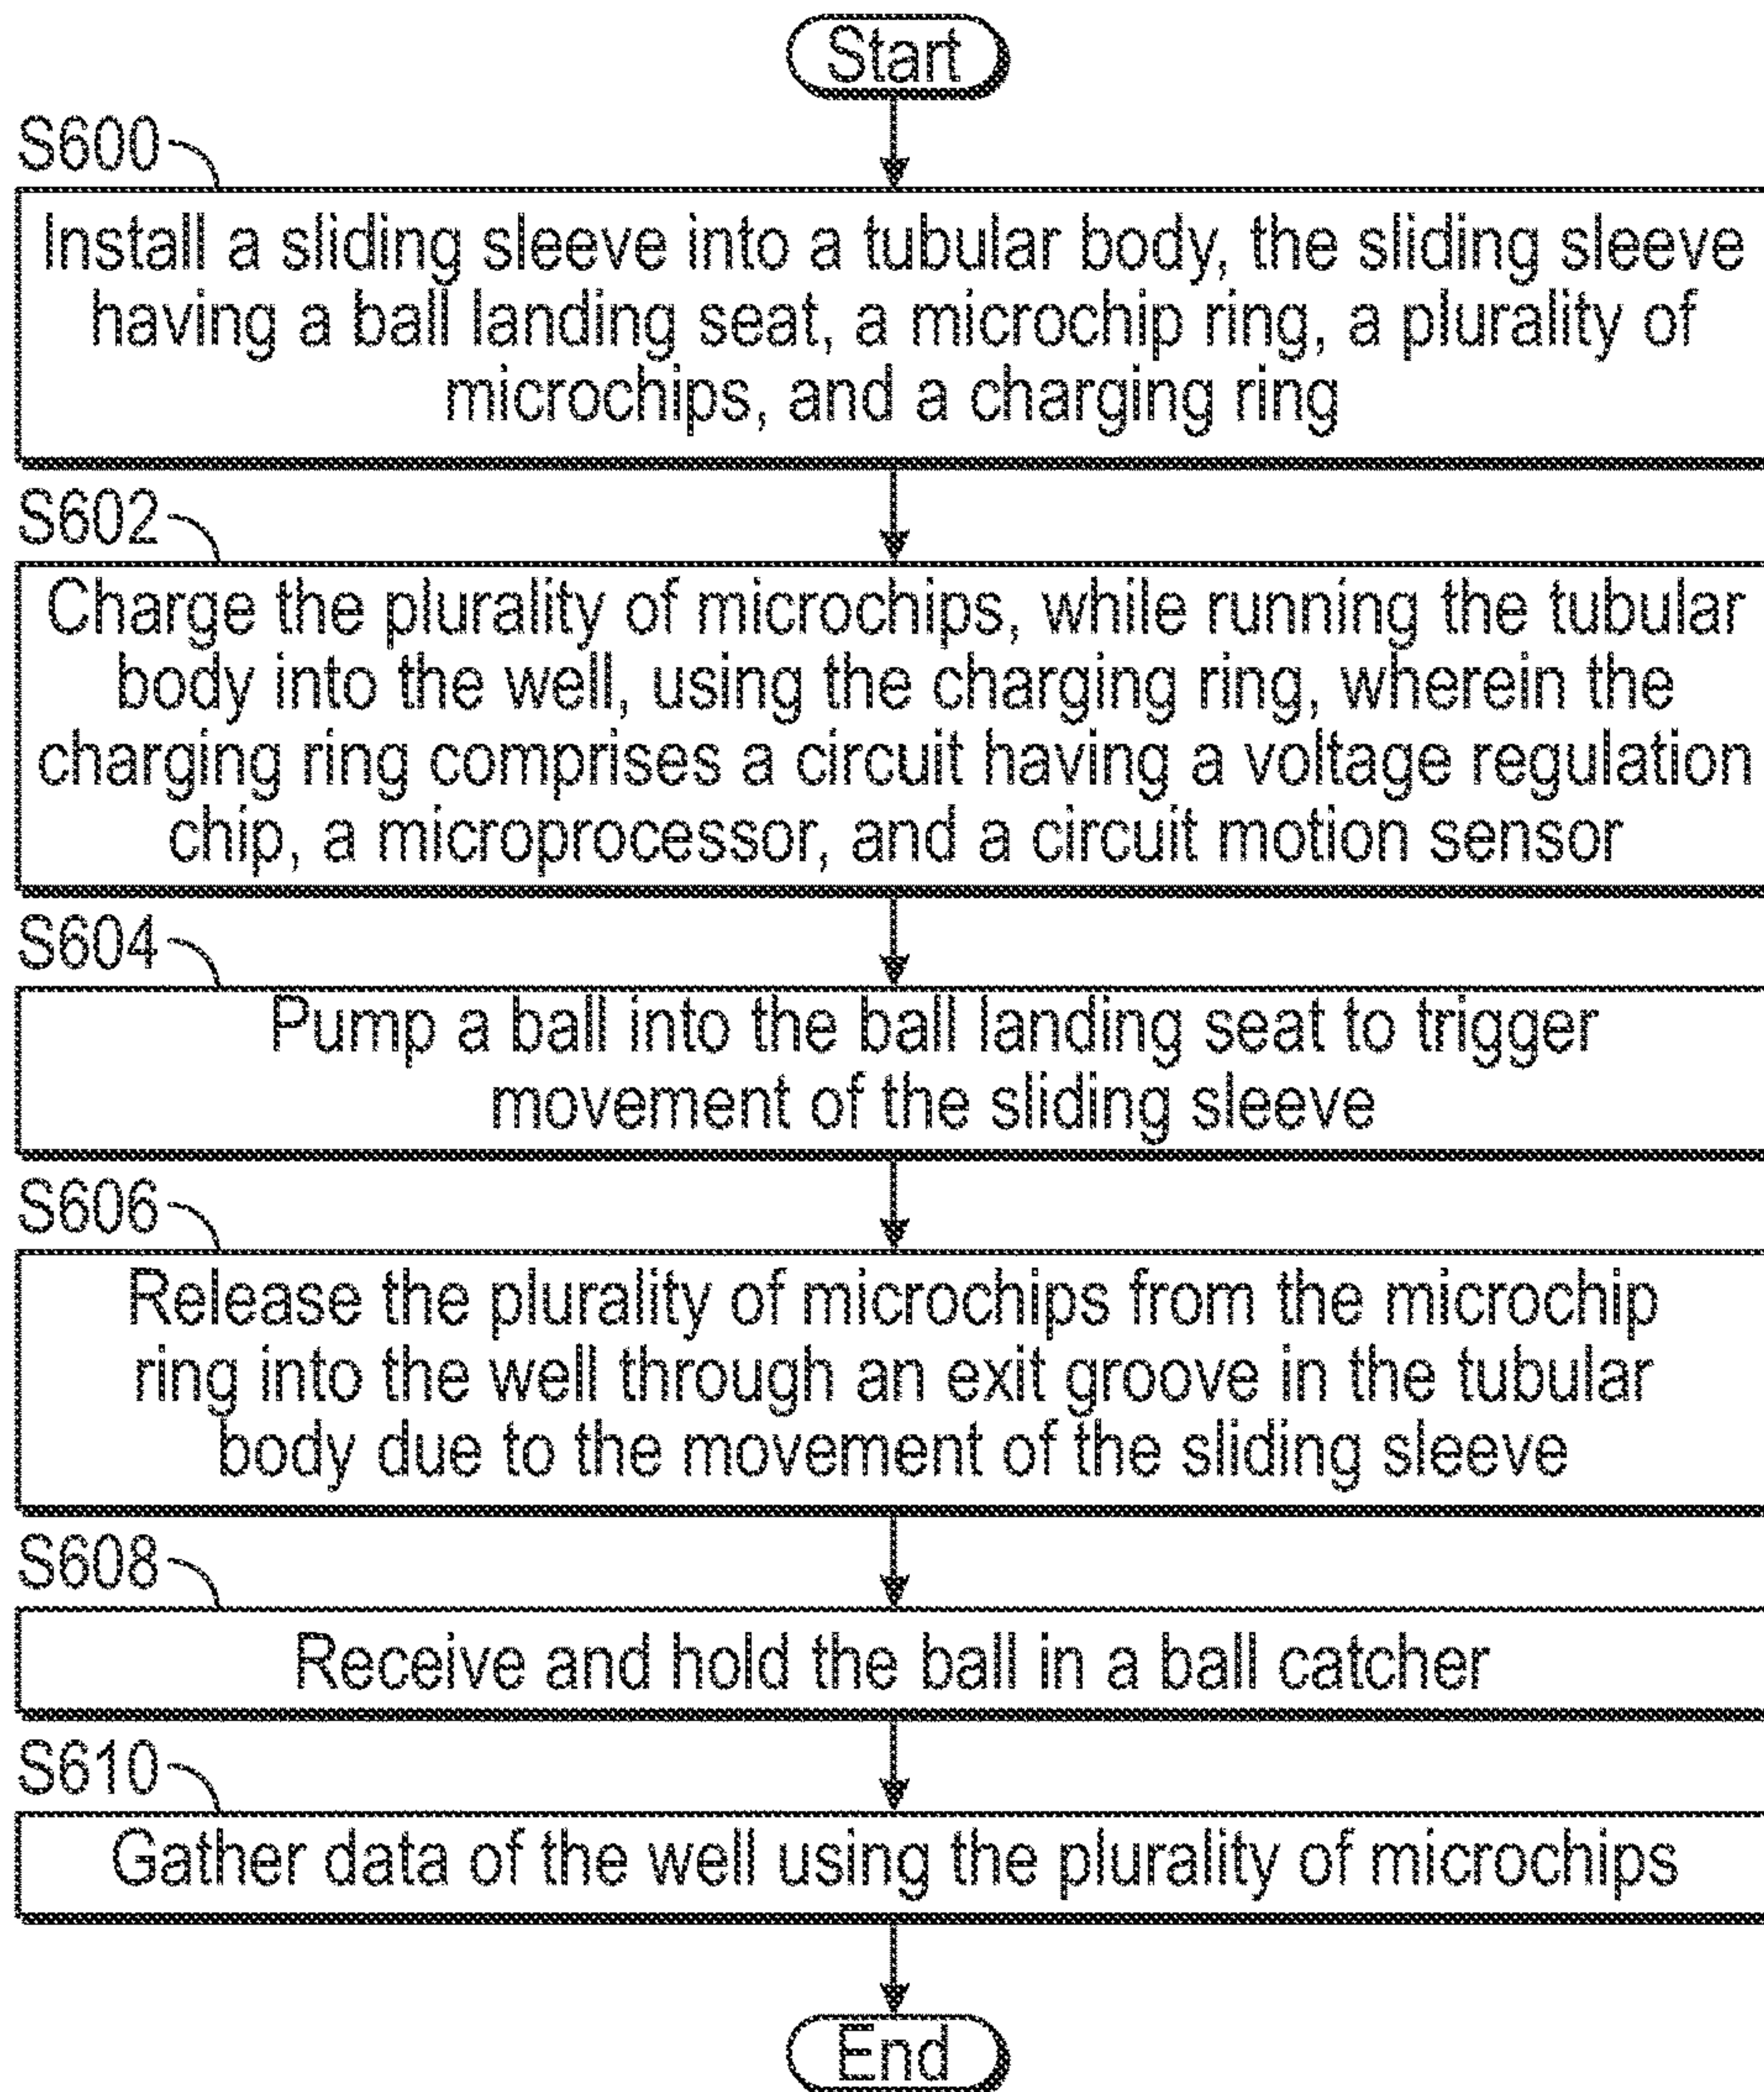 Start
S600
Install a sliding sleeve into a tubular body, the sliding sleeve
having a ball landing seat, a microchip ring, a plurality of
microchips, and a charging ring
S602
Charge the plurality of microchips, while running the tubular
body into the well, using the charging ring, wherein the
charging ring comprises a circuit having a voltage regulation
chip, a microprocessor, and a circuit motion sensor
S604
Pump a ball into the ball landing seat to trigger
movement of the sliding sleeve
S606
Release the plurality of microchips from the microchip
ring into the well through an exit groove in the tubular
body due to the movement of the sliding sleeve
S608
Receive and hold the ball in a ball catcher
S610
Gather data of the well using the plurality of microchips
End